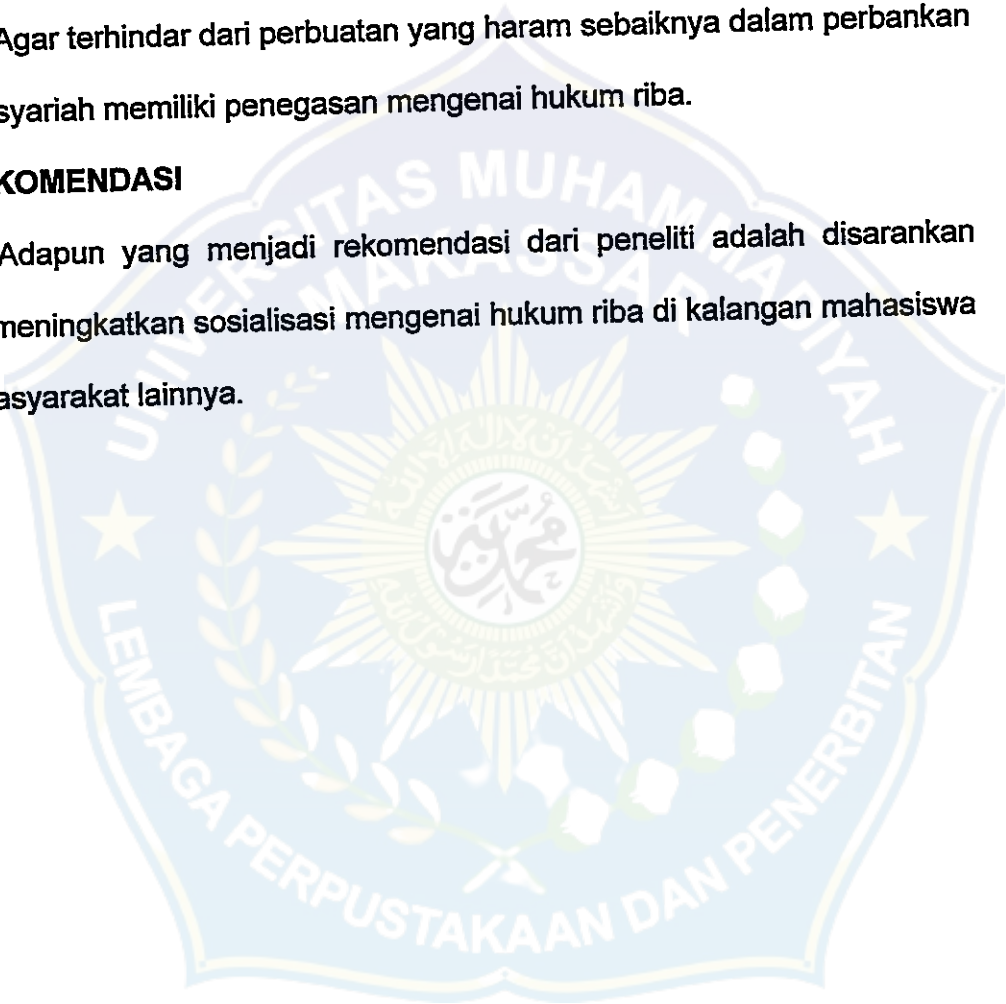 Agar terhindar dari perbuatan yang haram sebaiknya dalam perbankan
syariah memiliki penegasan mengenai hukum riba.
KOMENDASI
Adapun yang menjadi rekomendasi dari peneliti adalah disarankan
meningkatkan sosialisasi mengenai hukum riba di kalangan mahasiswa
asyarakat lainnya.
UNIVERSITAS MUHAMMADIYAH
MAKASSAR
محمدية
LEMBAGA PERPUSTAKAAN DAN PENERBITAN